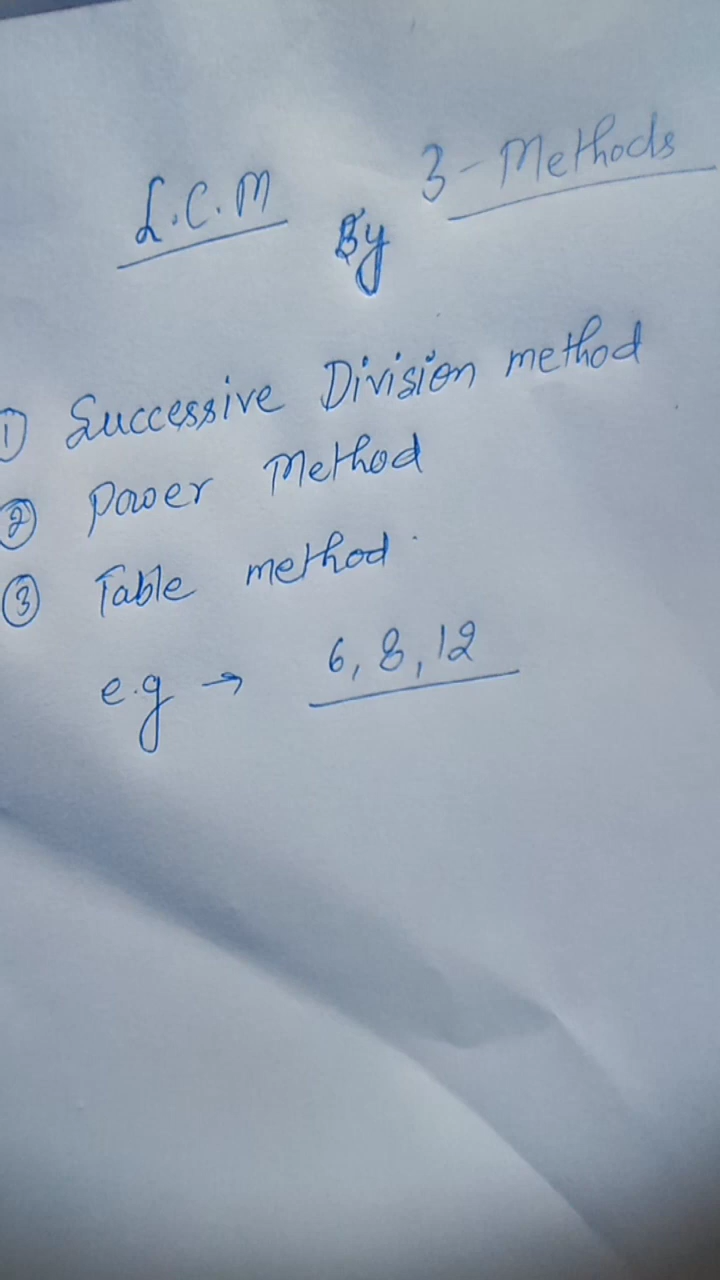 L.C.M By 3-Methods
① Successive Division method
② Power Method
③ Table method.
e.g → 6, 8, 12